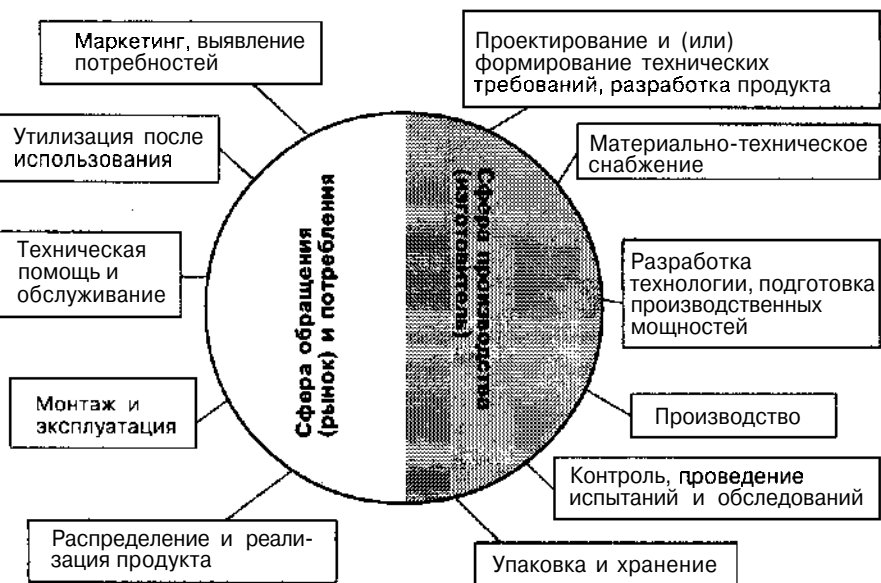 Маркетинг, выявление
потребностей
Проектирование и (или)
формирование технических
требований, разработка продукта
Утилизация после
использования
Материально-техническое
снабжение
Техническая
помощь и
обслуживание
Сфера обращения
(рынок) и потребления
Сфера производства
(изготовитель)
Разработка
технологии, подготовка
производственных
мощностей
Монтаж и
эксплуатация
Производство
Контроль, проведение
испытаний и обследований
Распределение и реали-
зация продукта
Упаковка и хранение